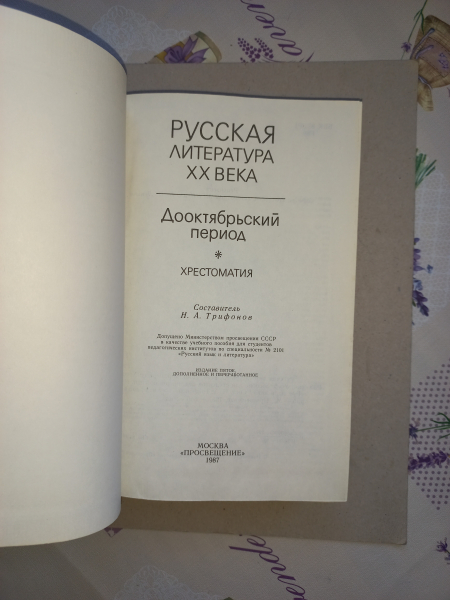 РУССКАЯ
ЛИТЕРАТУРА
XX ВЕКА
Дооктябрьский
период
*
ХРЕСТОМАТИЯ
Составитель
Н. А. Трифонов
Допущено Министерством просвещения СССР
в качестве учебного пособия для студентов
педагогических институтов по специальности № 2101
«Русский язык и литература»
ИЗДАНИЕ ПЯТОЕ,
ДОПОЛНЕННОЕ И ПЕРЕРАБОТАННОЕ
МОСКВА
«ПРОСВЕЩЕНИЕ»
1987